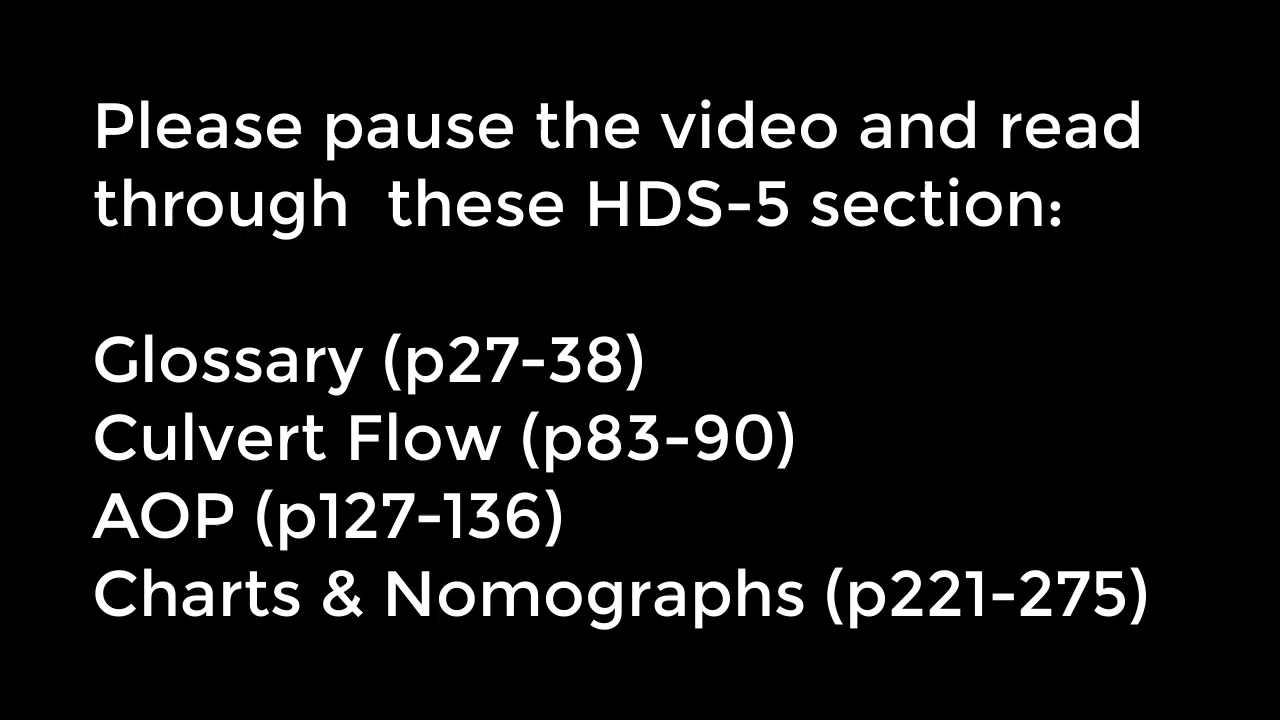 Please pause the video and read
through  these HDS-5 section:
Glossary (p27-38)
Culvert Flow (p83-90)
AOP (p127-136)
Charts & Nomographs (p221-275)